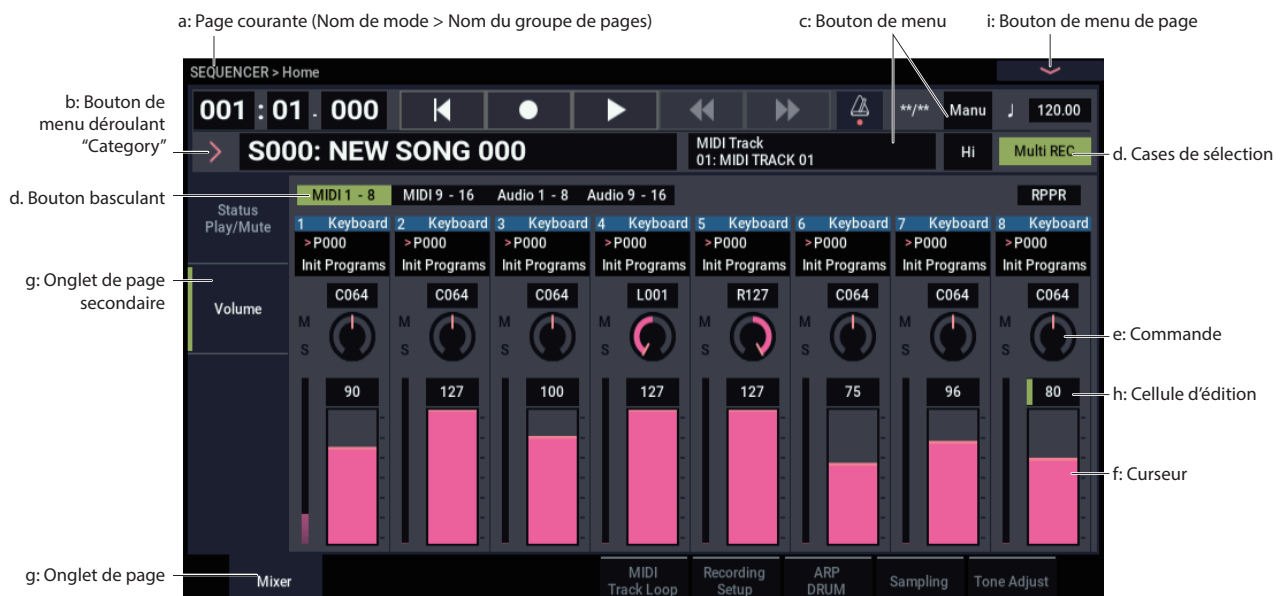 a: Page courante (Nom de mode > Nom du groupe de pages)
c: Bouton de menu
i: Bouton de menu de page
SEQUENCER > Home
b: Bouton de
menu déroulant
"Category"
001 : 01 . 000
**/**
Manu
♩ 120.00
> S000: NEW SONG 000
MIDI Track
01: MIDI TRACK 01
Hi
Multi REC
d. Cases de sélection
d. Bouton basculant
MIDI 1 - 8 MIDI 9 - 16 Audio 1 - 8 Audio 9 - 16
RPPR
Status
Play/Mute
1 Keyboard 2 Keyboard 3 Keyboard 4 Keyboard 5 Keyboard 6 Keyboard 7 Keyboard 8 Keyboard
>P000 >P000 >P000 >P000 >P000 >P000 >P000 >P000
Init Programs Init Programs Init Programs Init Programs Init Programs Init Programs Init Programs Init Programs
g: Onglet de page
secondaire
Volume
C064 C064 C064 L001 R127 C064 C064 C064
M M M M M M M M
S S S S S S S S
e: Commande
90 127 100 127 127 75 96 80
h: Cellule d'édition
f: Curseur
g: Onglet de page
Mixer
MIDI
Track Loop
Recording
Setup
ARP
DRUM
Sampling
Tone Adjust